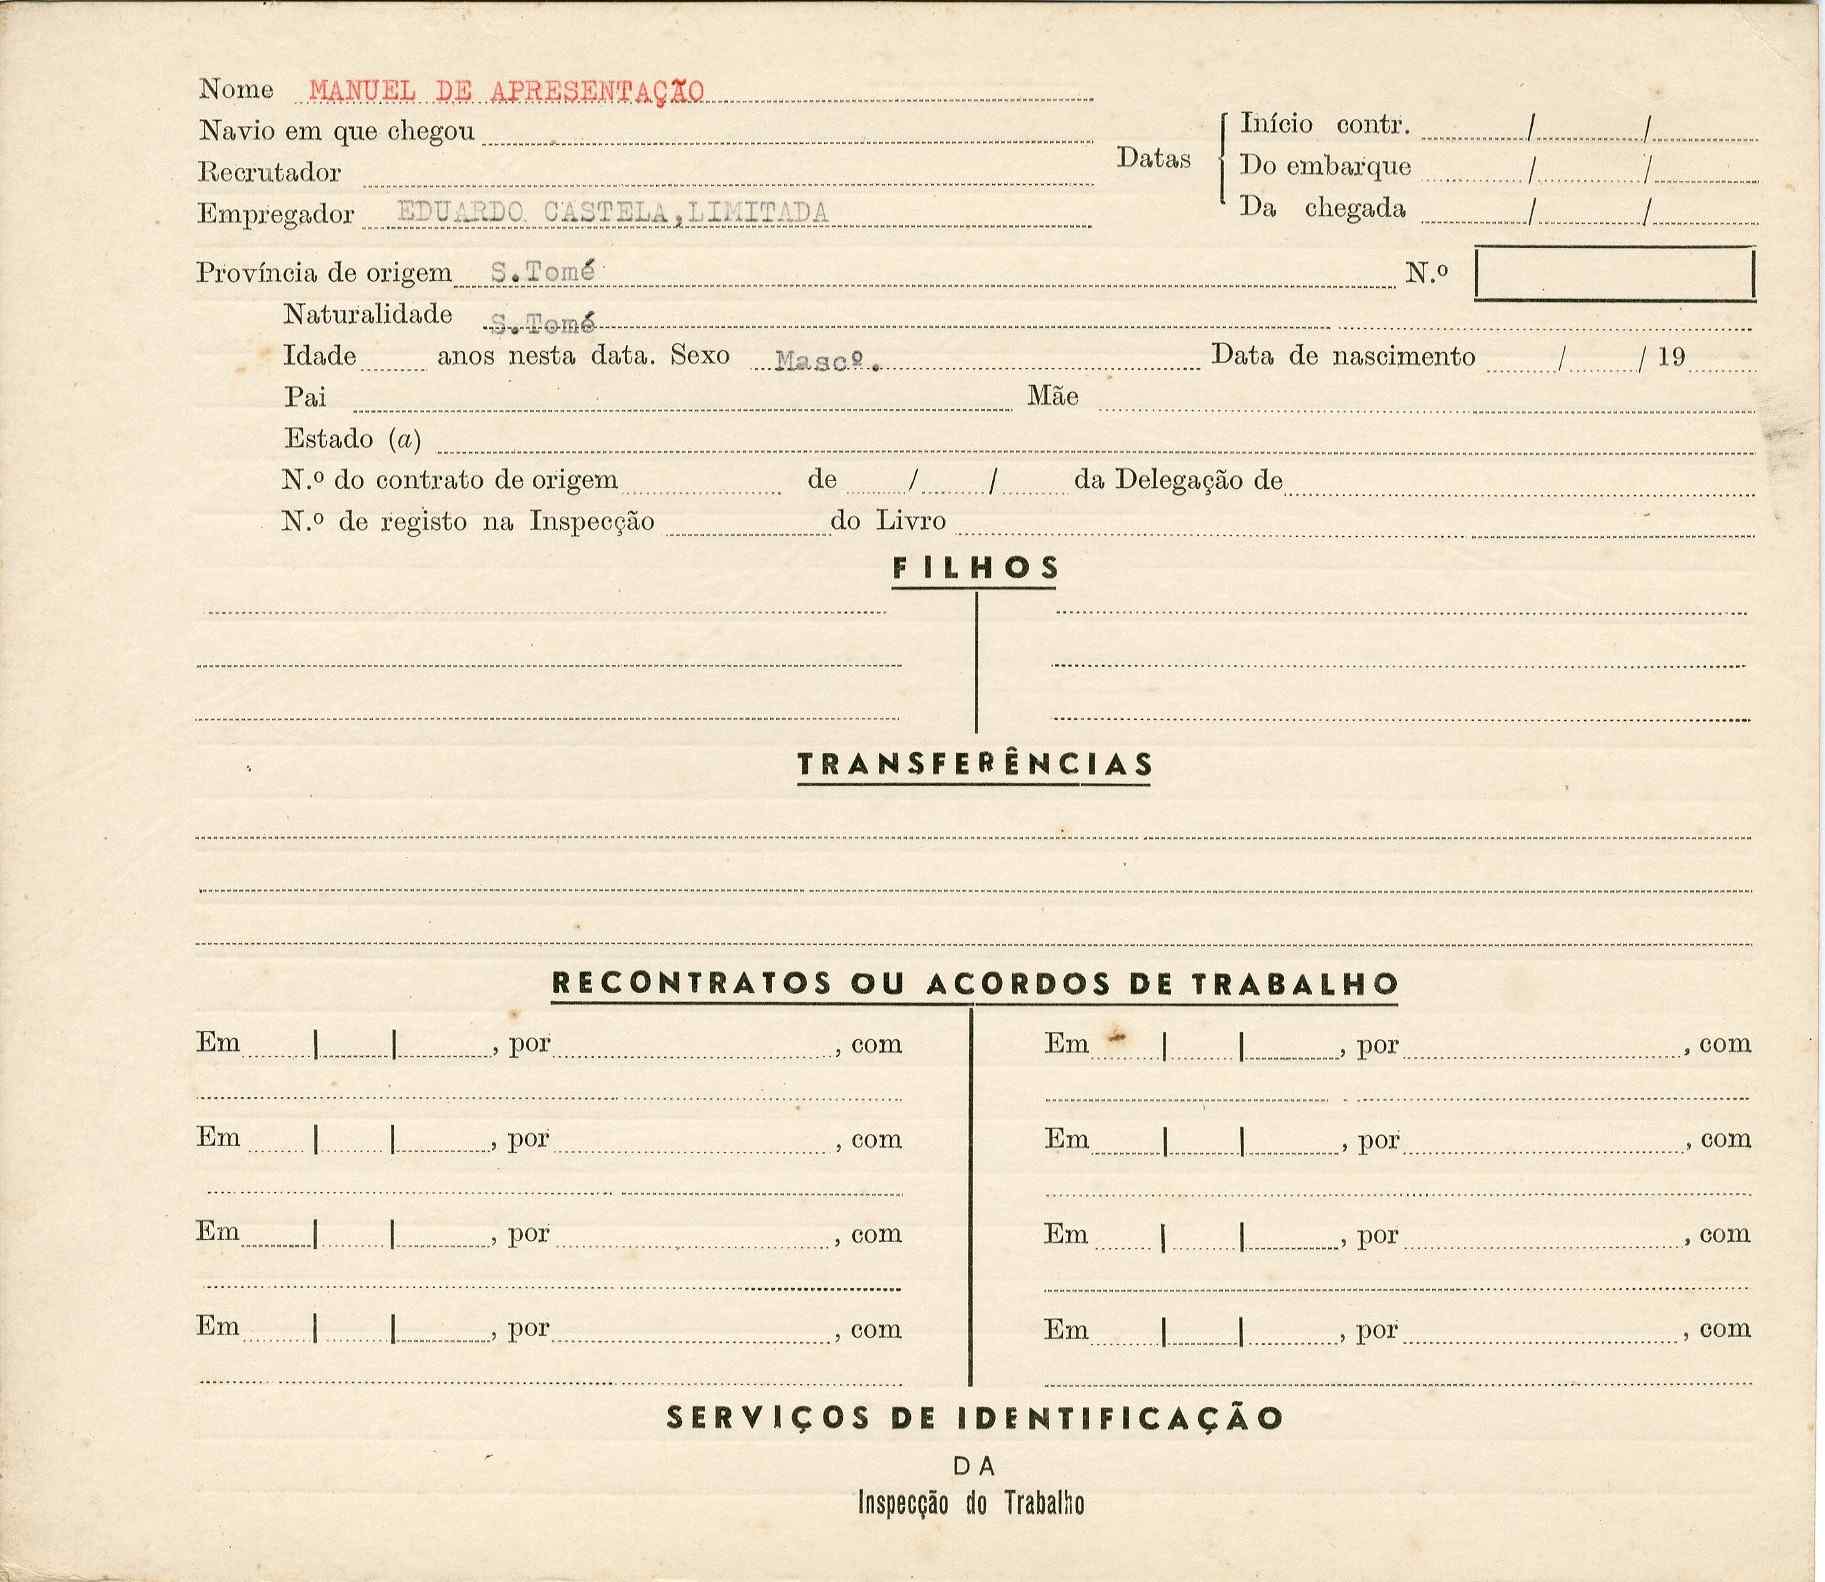 Nome MANUEL DE APRESENTAÇÃO
Navio em que chegou
Recrutador
Empregador EDUARDO CASTELA,LIMITADA
Datas
Início contr. / /
Do embarque / /
Da chegada / /
Província de origem S.Tomé N.º
Naturalidade S.Tomé
Idade anos nesta data. Sexo Mascº. Data de nascimento / / 19
Pai Mãe
Estado (a)
N.º do contrato de origem de / / da Delegação de
N.º de registo na Inspecção do Livro
FILHOS
TRANSFERÊNCIAS
RECONTRATOS OU ACORDOS DE TRABALHO
Em | | , por , com Em | | , por , com
Em | | , por , com Em | | , por , com
Em | | , por , com Em | | , por , com
Em | | , por , com Em | | , por , com
SERVIÇOS DE IDENTIFICAÇÃO
DA
Inspecção do Trabalho